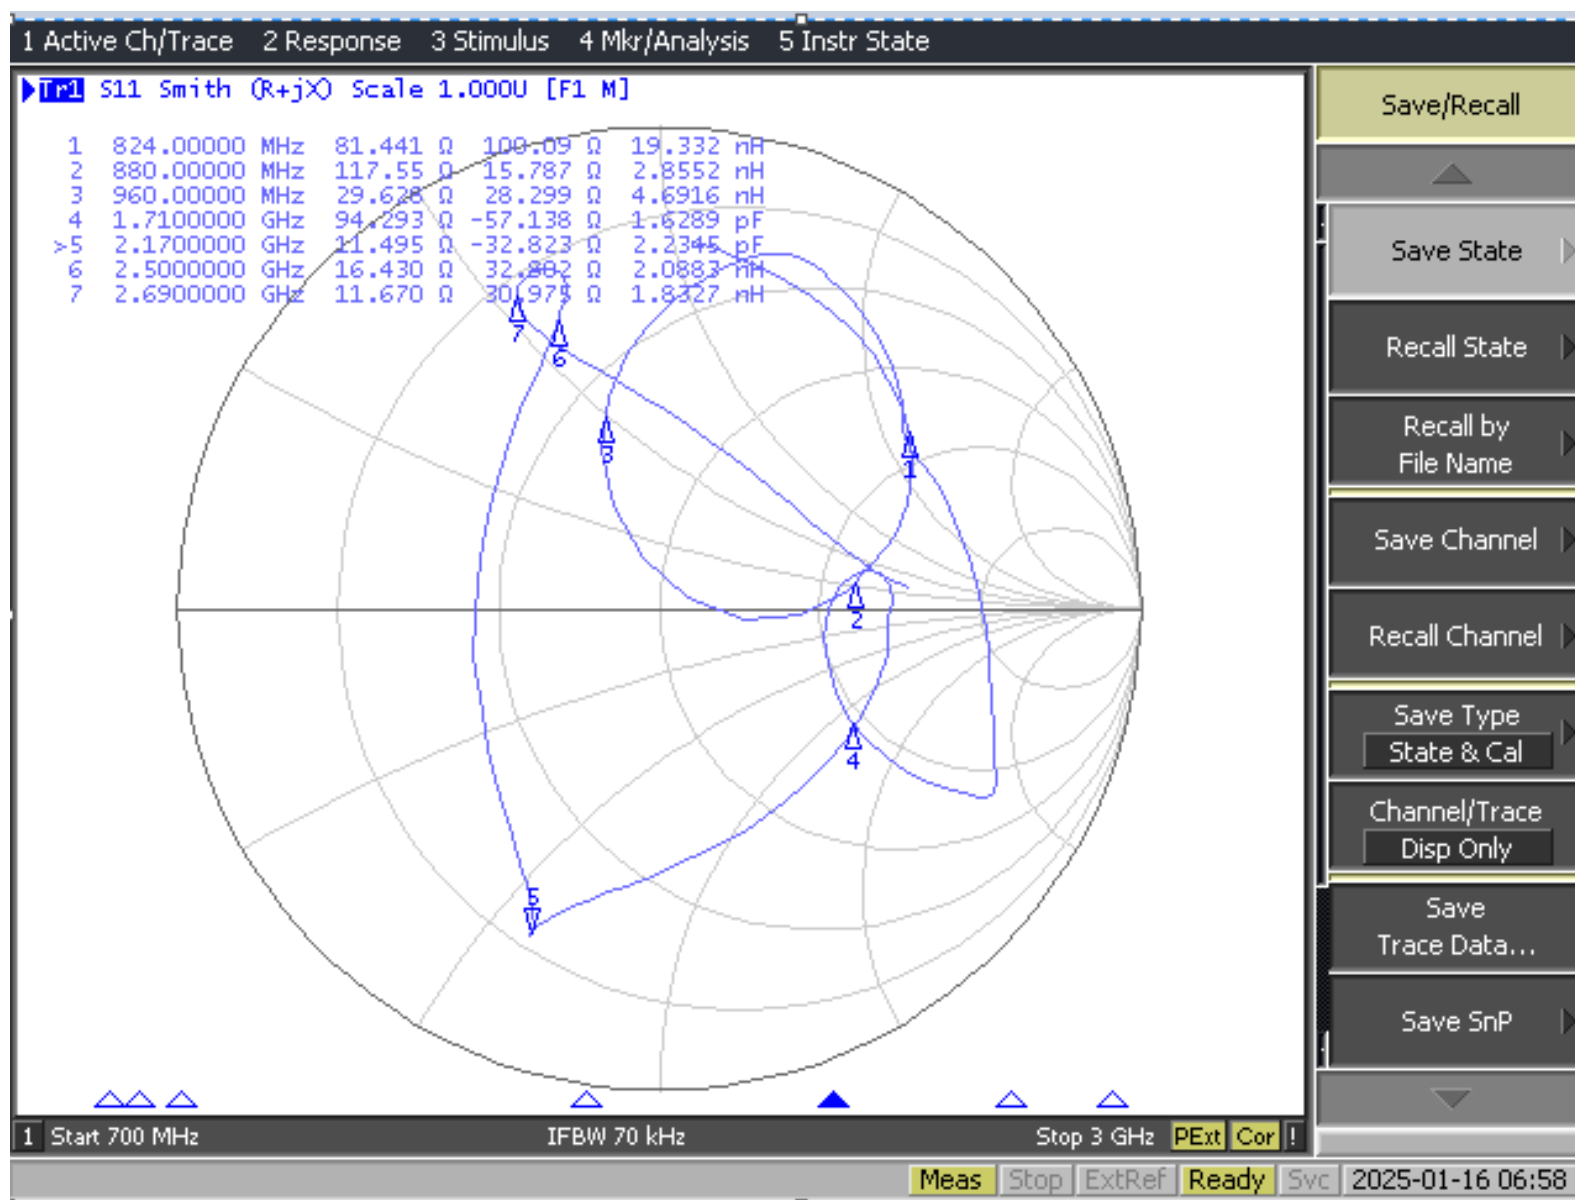 1 Active Ch/Trace 2 Response 3 Stimulus 4 Mkr/Analysis 5 Instr State
Tr1 S11 Smith (R+jX) Scale 1.000U [F1 M]
1 824.00000 MHz 81.441 Ω 100.09 Ω 19.332 nH
2 880.00000 MHz 117.55 Ω 15.787 Ω 2.8552 nH
3 960.00000 MHz 29.628 Ω 28.299 Ω 4.6916 nH
4 1.7100000 GHz 94.293 Ω -57.138 Ω 1.6289 pF
>5 2.1700000 GHz 11.495 Ω -32.823 Ω 2.2345 pF
6 2.5000000 GHz 16.430 Ω 32.802 Ω 2.0883 nH
7 2.6900000 GHz 11.670 Ω 30.975 Ω 1.8327 nH
7
6
3
1
2
4
5
1 Start 700 MHz IFBW 70 kHz Stop 3 GHz PExt Cor !
Save/Recall
Save State
Recall State
Recall by
File Name
Save Channel
Recall Channel
Save Type
State & Cal
Channel/Trace
Disp Only
Save
Trace Data...
Save SnP
Meas Stop ExtRef Ready Svc 2025-01-16 06:58